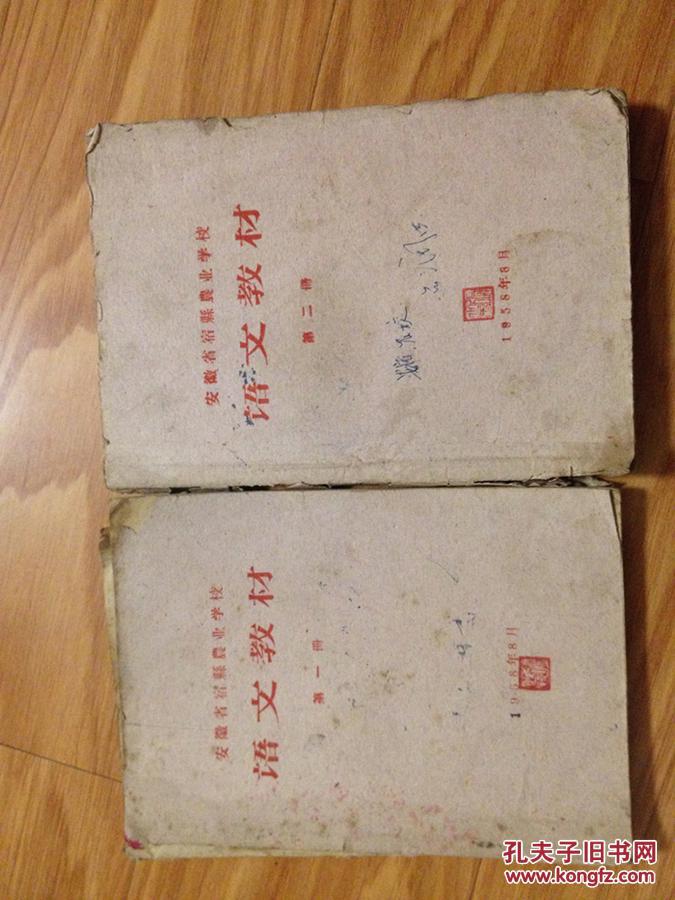 安徽省宿縣農业学校
语文教材
第二冊
1958年8月
安徽省宿縣農业学校
语文教材
第一冊
1958年8月
孔夫子旧书网
www.kongfz.com